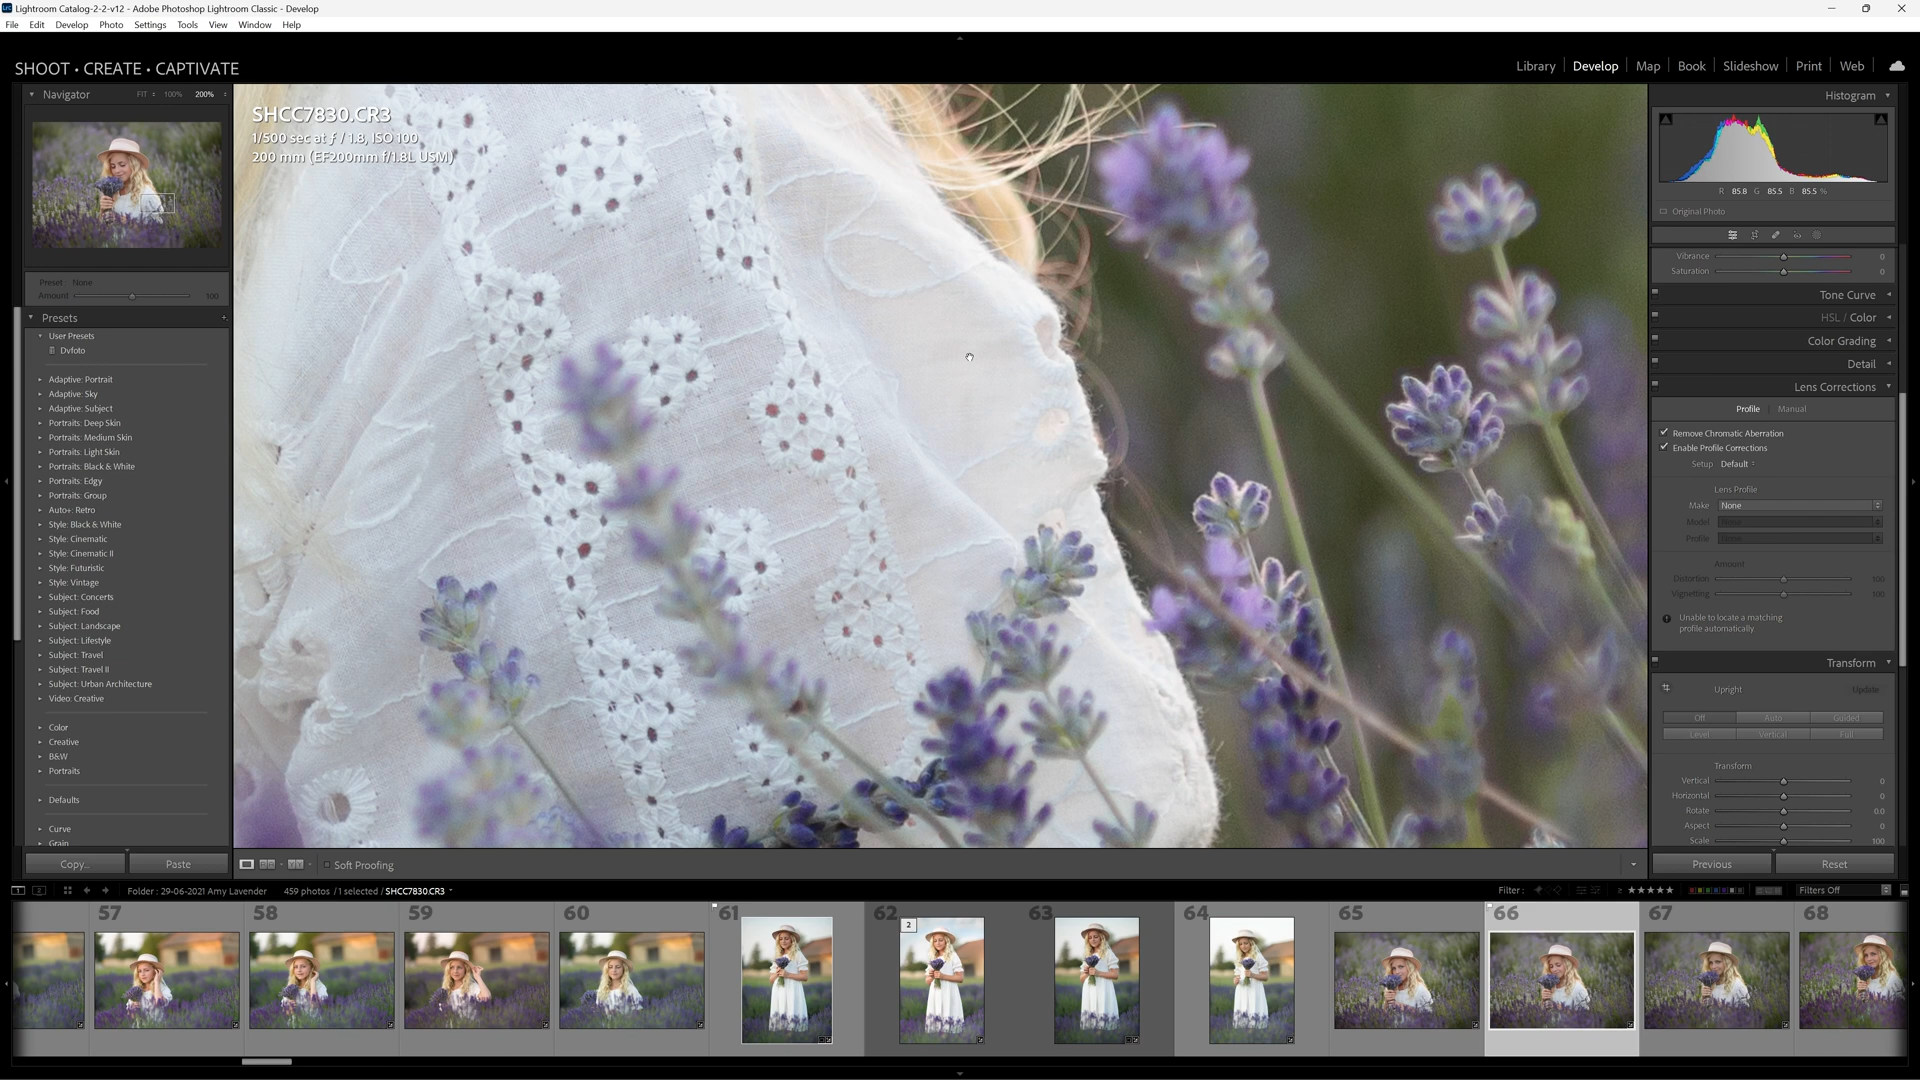 Lightroom Catalog-2-2-v12 - Adobe Photoshop Lightroom Classic - Develop
File Edit Develop Photo Settings Tools View Window Help
SHOOT • CREATE • CAPTIVATE
Library Develop Map Book Slideshow Print Web
Navigator FIT 100% 200%
Preset: None
Amount 100
Presets
User Presets
Dvfoto
Adaptive: Portrait
Adaptive: Sky
Adaptive: Subject
Portraits: Deep Skin
Portraits: Medium Skin
Portraits: Light Skin
Portraits: Black & White
Portraits: Edgy
Portraits: Group
Auto+: Retro
Style: Black & White
Style: Cinematic
Style: Cinematic II
Style: Futuristic
Style: Vintage
Subject: Concerts
Subject: Food
Subject: Landscape
Subject: Lifestyle
Subject: Travel
Subject: Travel II
Subject: Urban Architecture
Video: Creative
Color
Creative
B&W
Portraits
Defaults
Curve
Grain
Copy... Paste
SHCC7830.CR3
1/500 sec at ƒ / 1.8, ISO 100
200 mm (EF200mm f/1.8L USM)
Soft Proofing
Histogram
R 85.8 G 85.5 B 85.5 %
Original Photo
Vibrance 0
Saturation 0
Tone Curve
HSL / Color
Color Grading
Detail
Lens Corrections
Profile Manual
Remove Chromatic Aberration
Enable Profile Corrections
Setup Default
Lens Profile
Make None
Model None
Profile None
Amount
Distortion 100
Vignetting 100
Unable to locate a matching
profile automatically.
Transform
Upright Update
Off Auto Guided
Level Vertical Full
Transform
Vertical 0
Horizontal 0
Rotate 0.0
Aspect 0
Scale 100
Previous Reset
1 2 Folder : 29-06-2021 Amy Lavender 459 photos / 1 selected / SHCC7830.CR3 Filter : ≥ ★★★★★ Filters Off
57 58 59 60 61 62 63 64 65 66 67 68
2